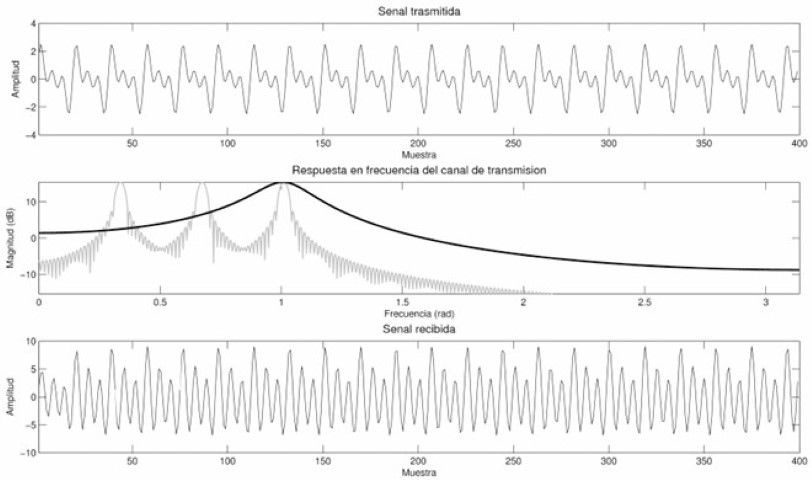 Senal trasmitida
4
2
0
−2
−4
Amplitud
50 100 150 200 250 300 350 400
Muestra
Respuesta en frecuencia del canal de transmision
10
0
−10
Magnitud (dB)
0 0.5 1 1.5 2 2.5 3
Frecuencia (rad)
Senal recibida
10
5
0
−5
−10
Amplitud
50 100 150 200 250 300 350 400
Muestra